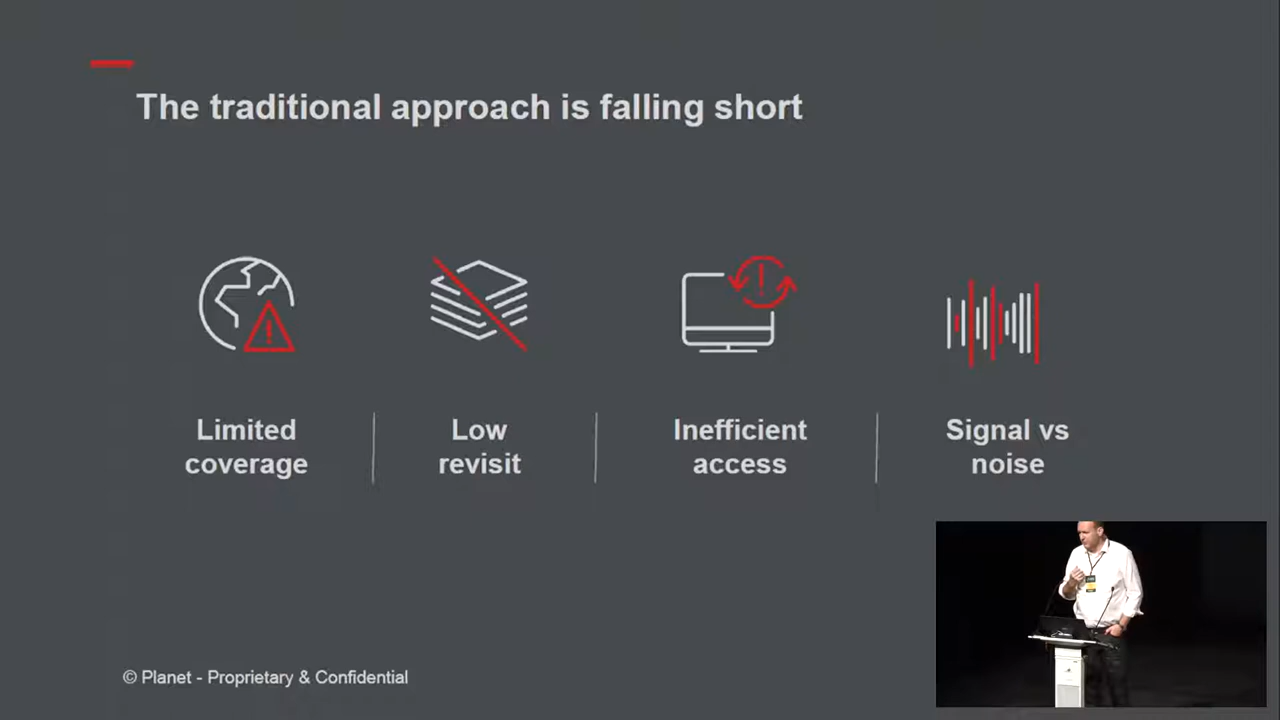 The traditional approach is falling short
Limited
coverage
Low
revisit
Inefficient
access
Signal vs
noise
© Planet - Proprietary & Confidential